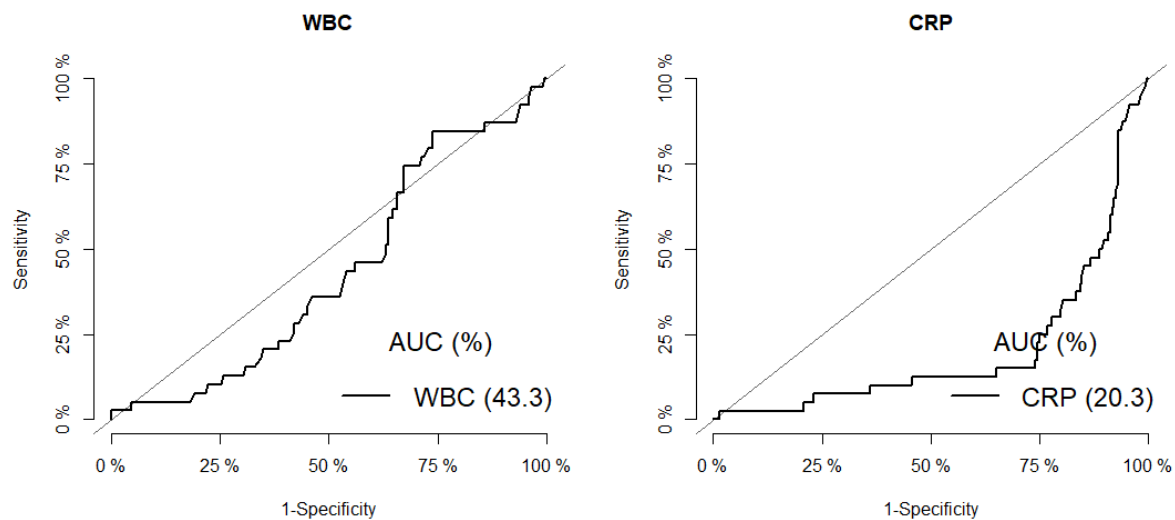 WBC
Sensitivity
100 %
75 %
50 %
25 %
0 %
AUC (%)
WBC (43.3)
0 %
25 %
50 %
75 %
100 %
1-Specificity
CRP
Sensitivity
100 %
75 %
50 %
25 %
0 %
AUC (%)
CRP (20.3)
0 %
25 %
50 %
75 %
100 %
1-Specificity